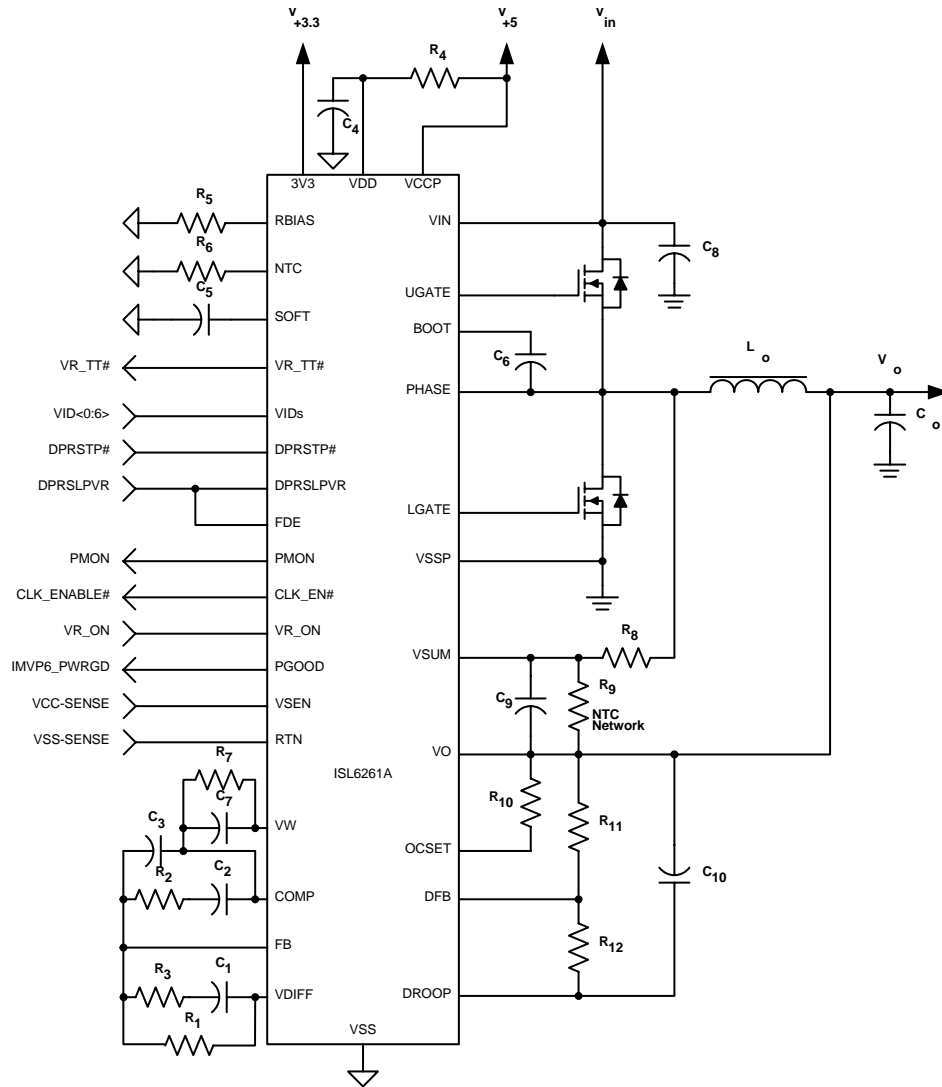 V+3.3
V+5
Vin
R4
C4
3V3
VDD
VCCP
R5
RBIAS
VIN
C8
R6
NTC
UGATE
C5
SOFT
BOOT
C6
Lo
Vo
VR_TT#
VR_TT#
PHASE
Co
VID<0:6>
VIDs
DPRSTP#
DPRSTP#
DPRSLPVR
DPRSLPVR
LGATE
FDE
PMON
PMON
VSSP
CLK_ENABLE#
CLK_EN#
VR_ON
VR_ON
R8
VSUM
IMVP6_PWRGD
PGOOD
R9
NTC
Network
C9
VCC-SENSE
VSEN
VSS-SENSE
RTN
VO
R7
ISL6261A
R10
C7
R11
C3
VW
OCSET
R2
C2
C10
COMP
DFB
FB
R12
R3
C1
VDIFF
DROOP
R1
VSS